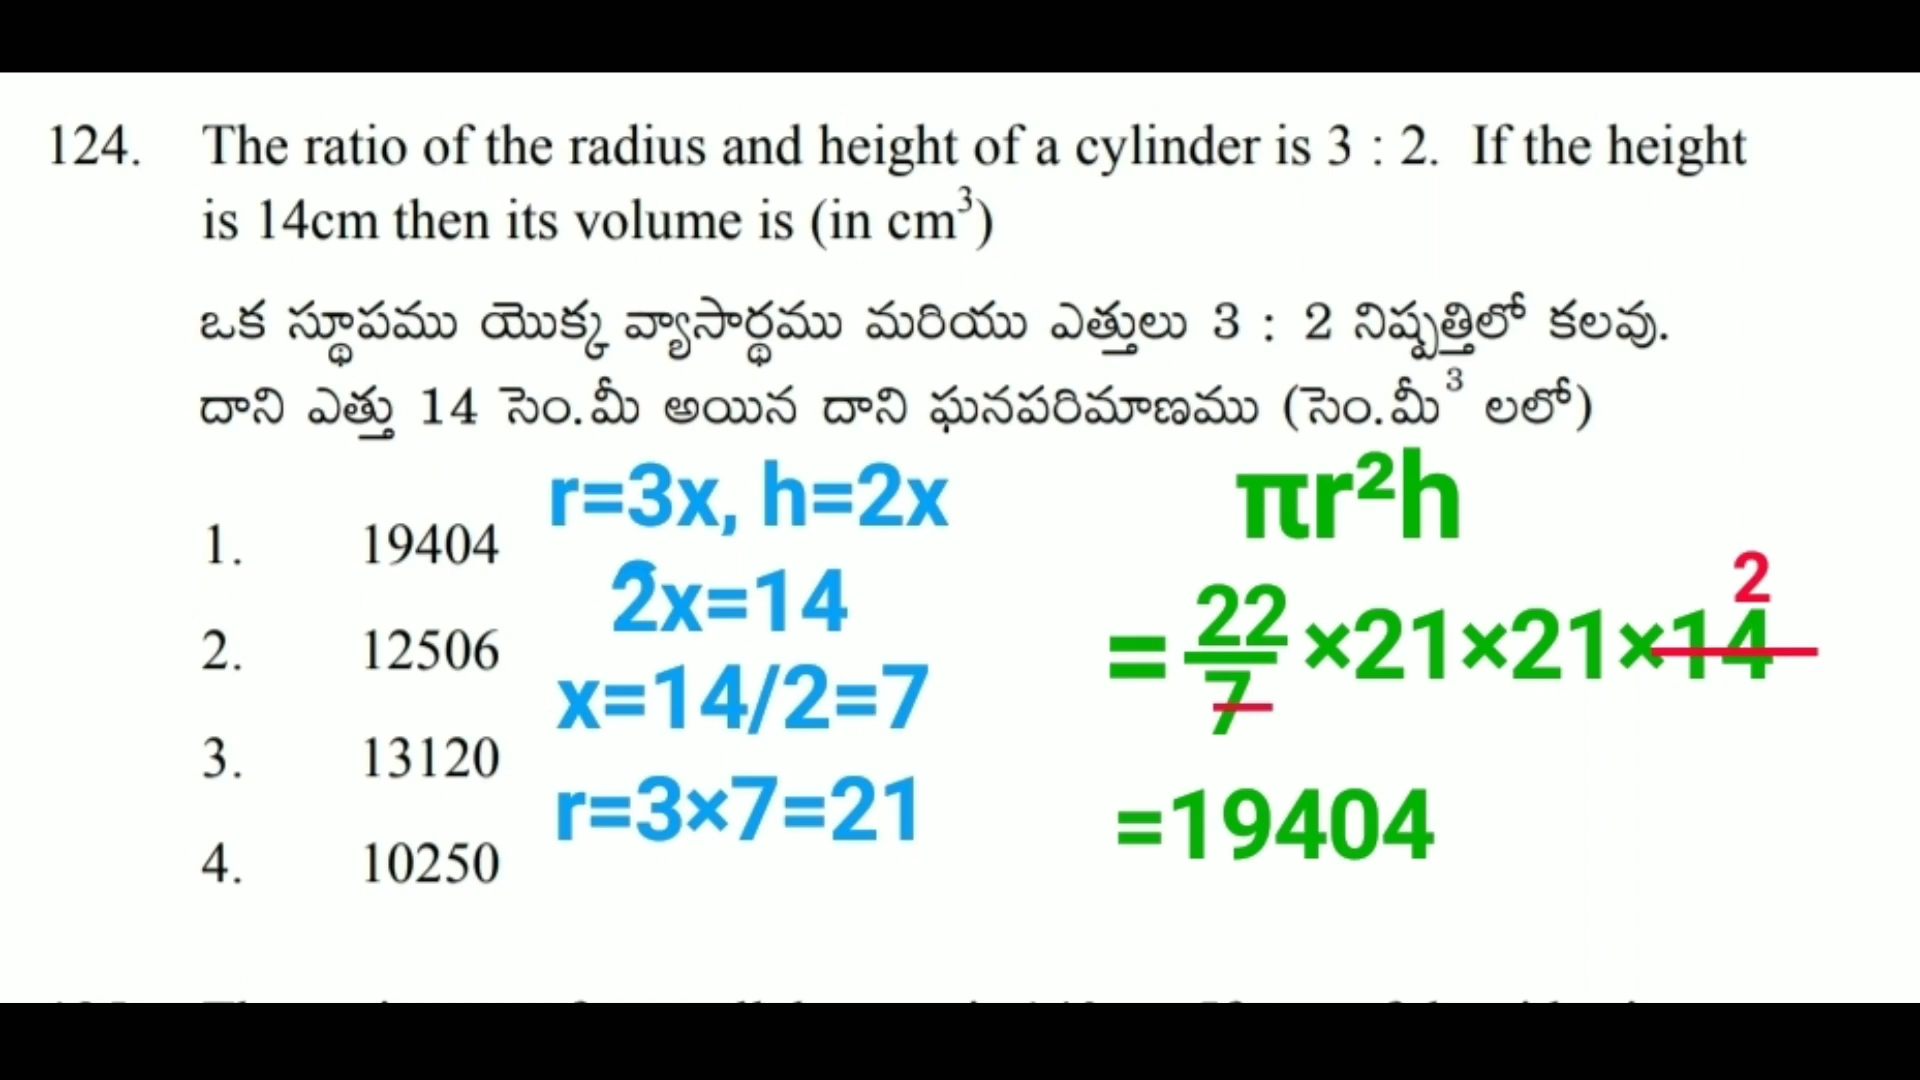 124. The ratio of the radius and height of a cylinder is 3 : 2. If the height
is 14cm then its volume is (in cm³)
ఒక స్థూపము యొక్క వ్యాసార్థము మరియు ఎత్తులు 3 : 2 నిష్పత్తిలో కలవు.
దాని ఎత్తు 14 సెం.మీ అయిన దాని ఘనపరిమాణము (సెం.మీ³ లలో)
1. 19404
2. 12506
3. 13120
4. 10250
r=3x, h=2x
2x=14
x=14/2=7
r=3×7=21
πr²h
2
=22/7×21×21×14
=19404